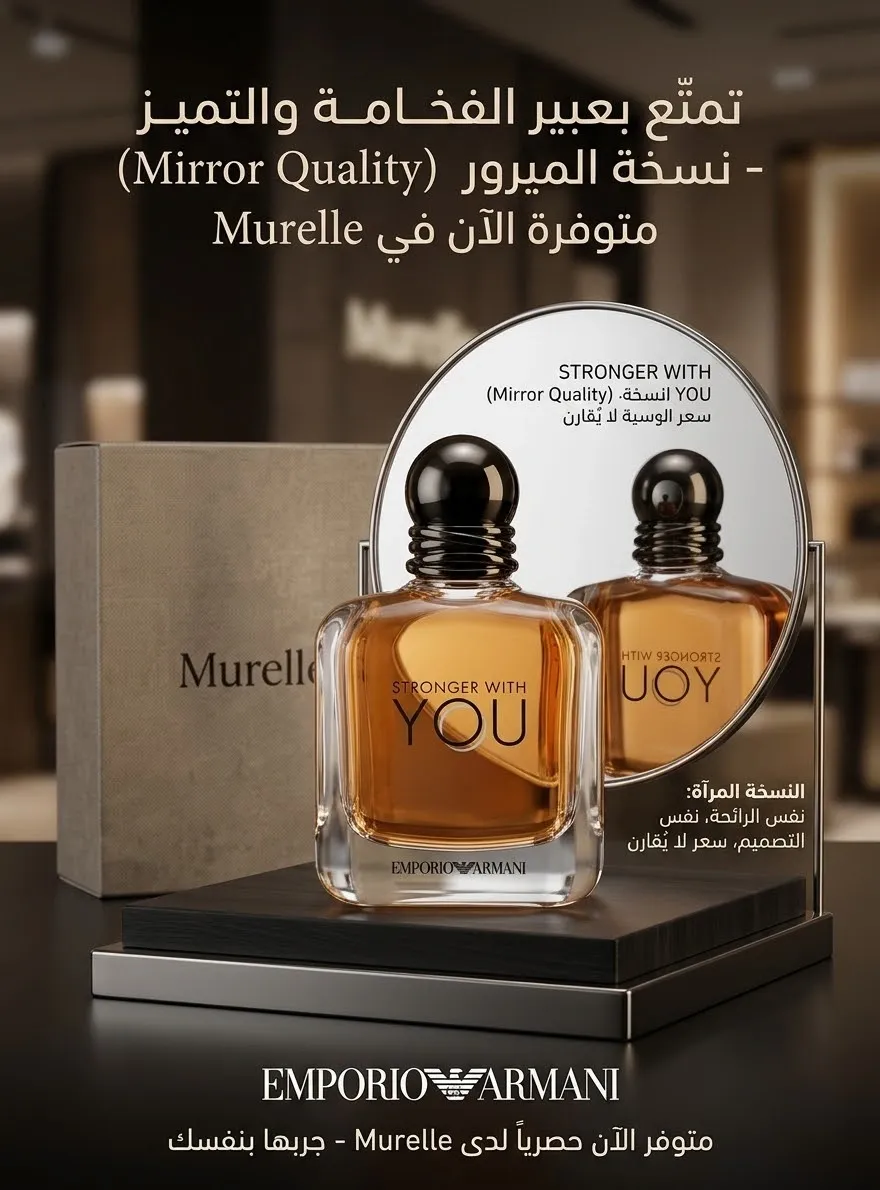 تمتّع بعبير الفخامة والتميز
- نسخة الميرور (Mirror Quality)
متوفرة الآن في Murelle
Murelle
STRONGER WITH
YOU انسخة. (Mirror Quality)
سعر الوسية لا يُقارن
Murelle
STRONGER WITH
YOU
EMPORIO ARMANI
STRONGER WITH
YOU
النسخة المرآة:
نفس الرائحة، نفس
التصميم، سعر لا يُقارن
EMPORIO ARMANI
متوفر الآن حصرياً لدى Murelle - جربها بنفسك